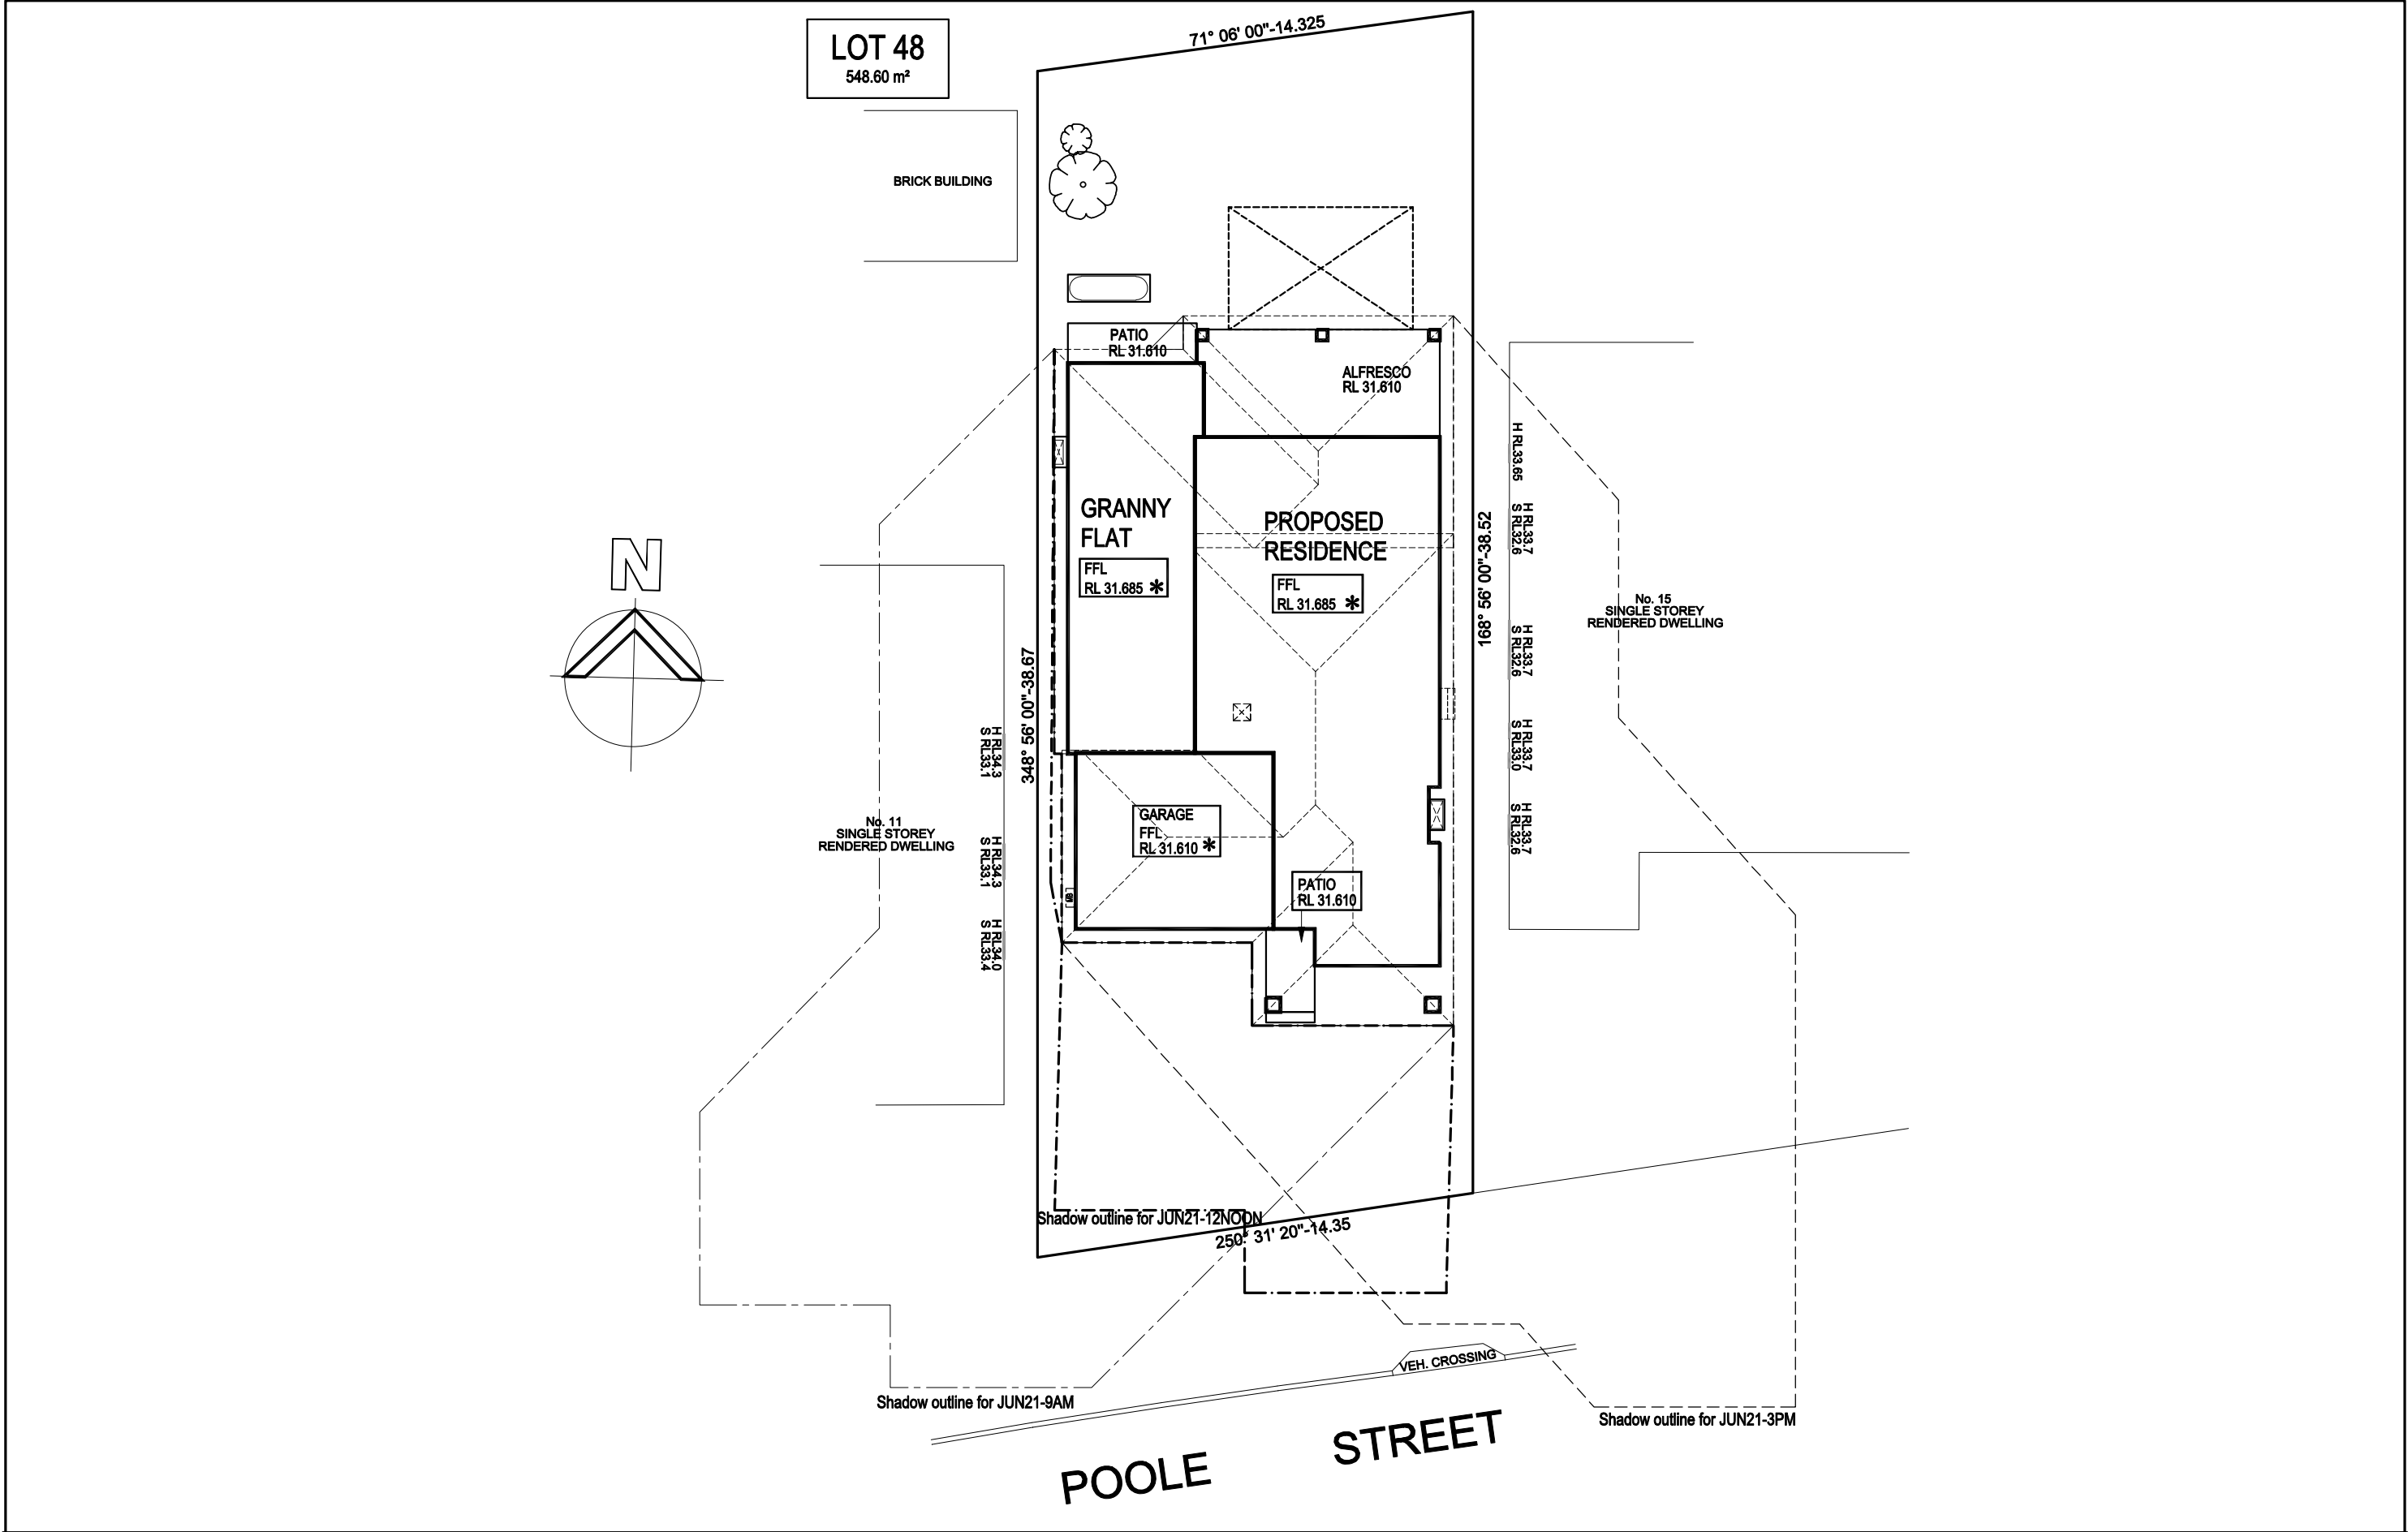 LOT 48
548.60 m²
71° 06' 00"-14.325
BRICK BUILDING
PATIO
RL 31.610
ALFRESCO
RL 31.610
GRANNY
FLAT
FFL
RL 31.685 *
PROPOSED
RESIDENCE
FFL
RL 31.685 *
168° 56' 00"-38.52
H RL33.65
H RL33.7
S RL32.6
H RL33.7
S RL32.6
H RL33.7
S RL33.0
H RL33.7
S RL32.6
No. 15
SINGLE STOREY
RENDERED DWELLING
N
348° 56' 00"-38.67
H RL34.3
S RL33.1
H RL34.3
S RL33.1
H RL34.0
S RL33.4
No. 11
SINGLE STOREY
RENDERED DWELLING
GARAGE
FFL
RL 31.610 *
MB
PATIO
RL 31.610
Shadow outline for JUN21-12NOON
250° 31' 20"-14.35
VEH. CROSSING
Shadow outline for JUN21-9AM
Shadow outline for JUN21-3PM
POOLE STREET